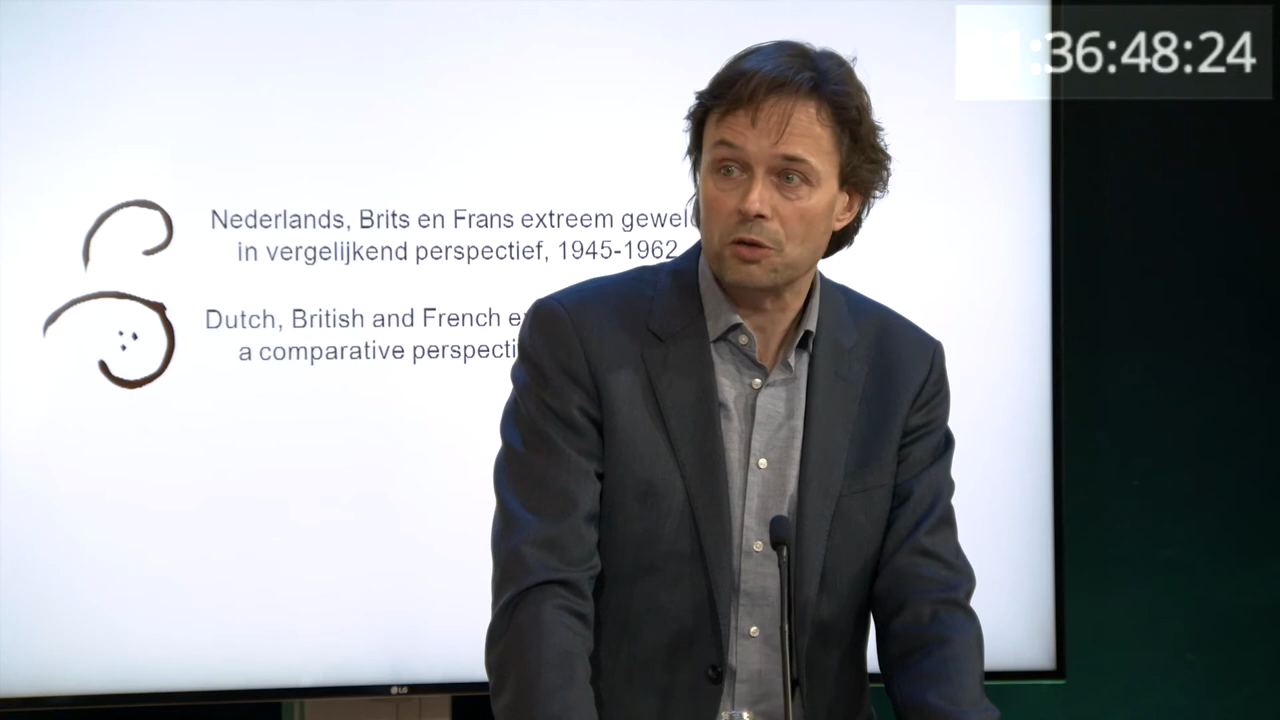 :36:48:24
Nederlands, Brits en Frans extreem gewel
in vergelijkend perspectief, 1945-1962
Dutch, British and French e
a comparative perspecti
LG